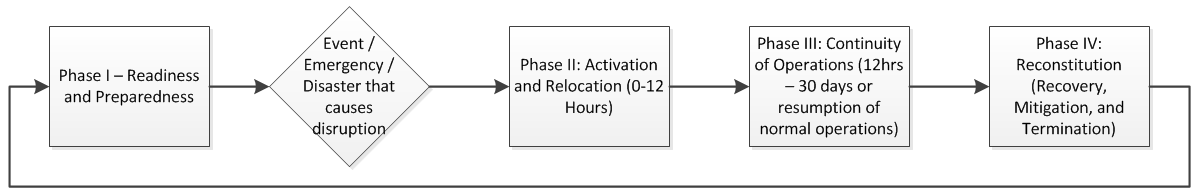 Phase I – Readiness
and Preparedness
Event /
Emergency /
Disaster that
causes
disruption
Phase II: Activation
and Relocation (0-12
Hours)
Phase III: Continuity
of Operations (12hrs
– 30 days or
resumption of
normal operations)
Phase IV:
Reconstitution
(Recovery,
Mitigation, and
Termination)